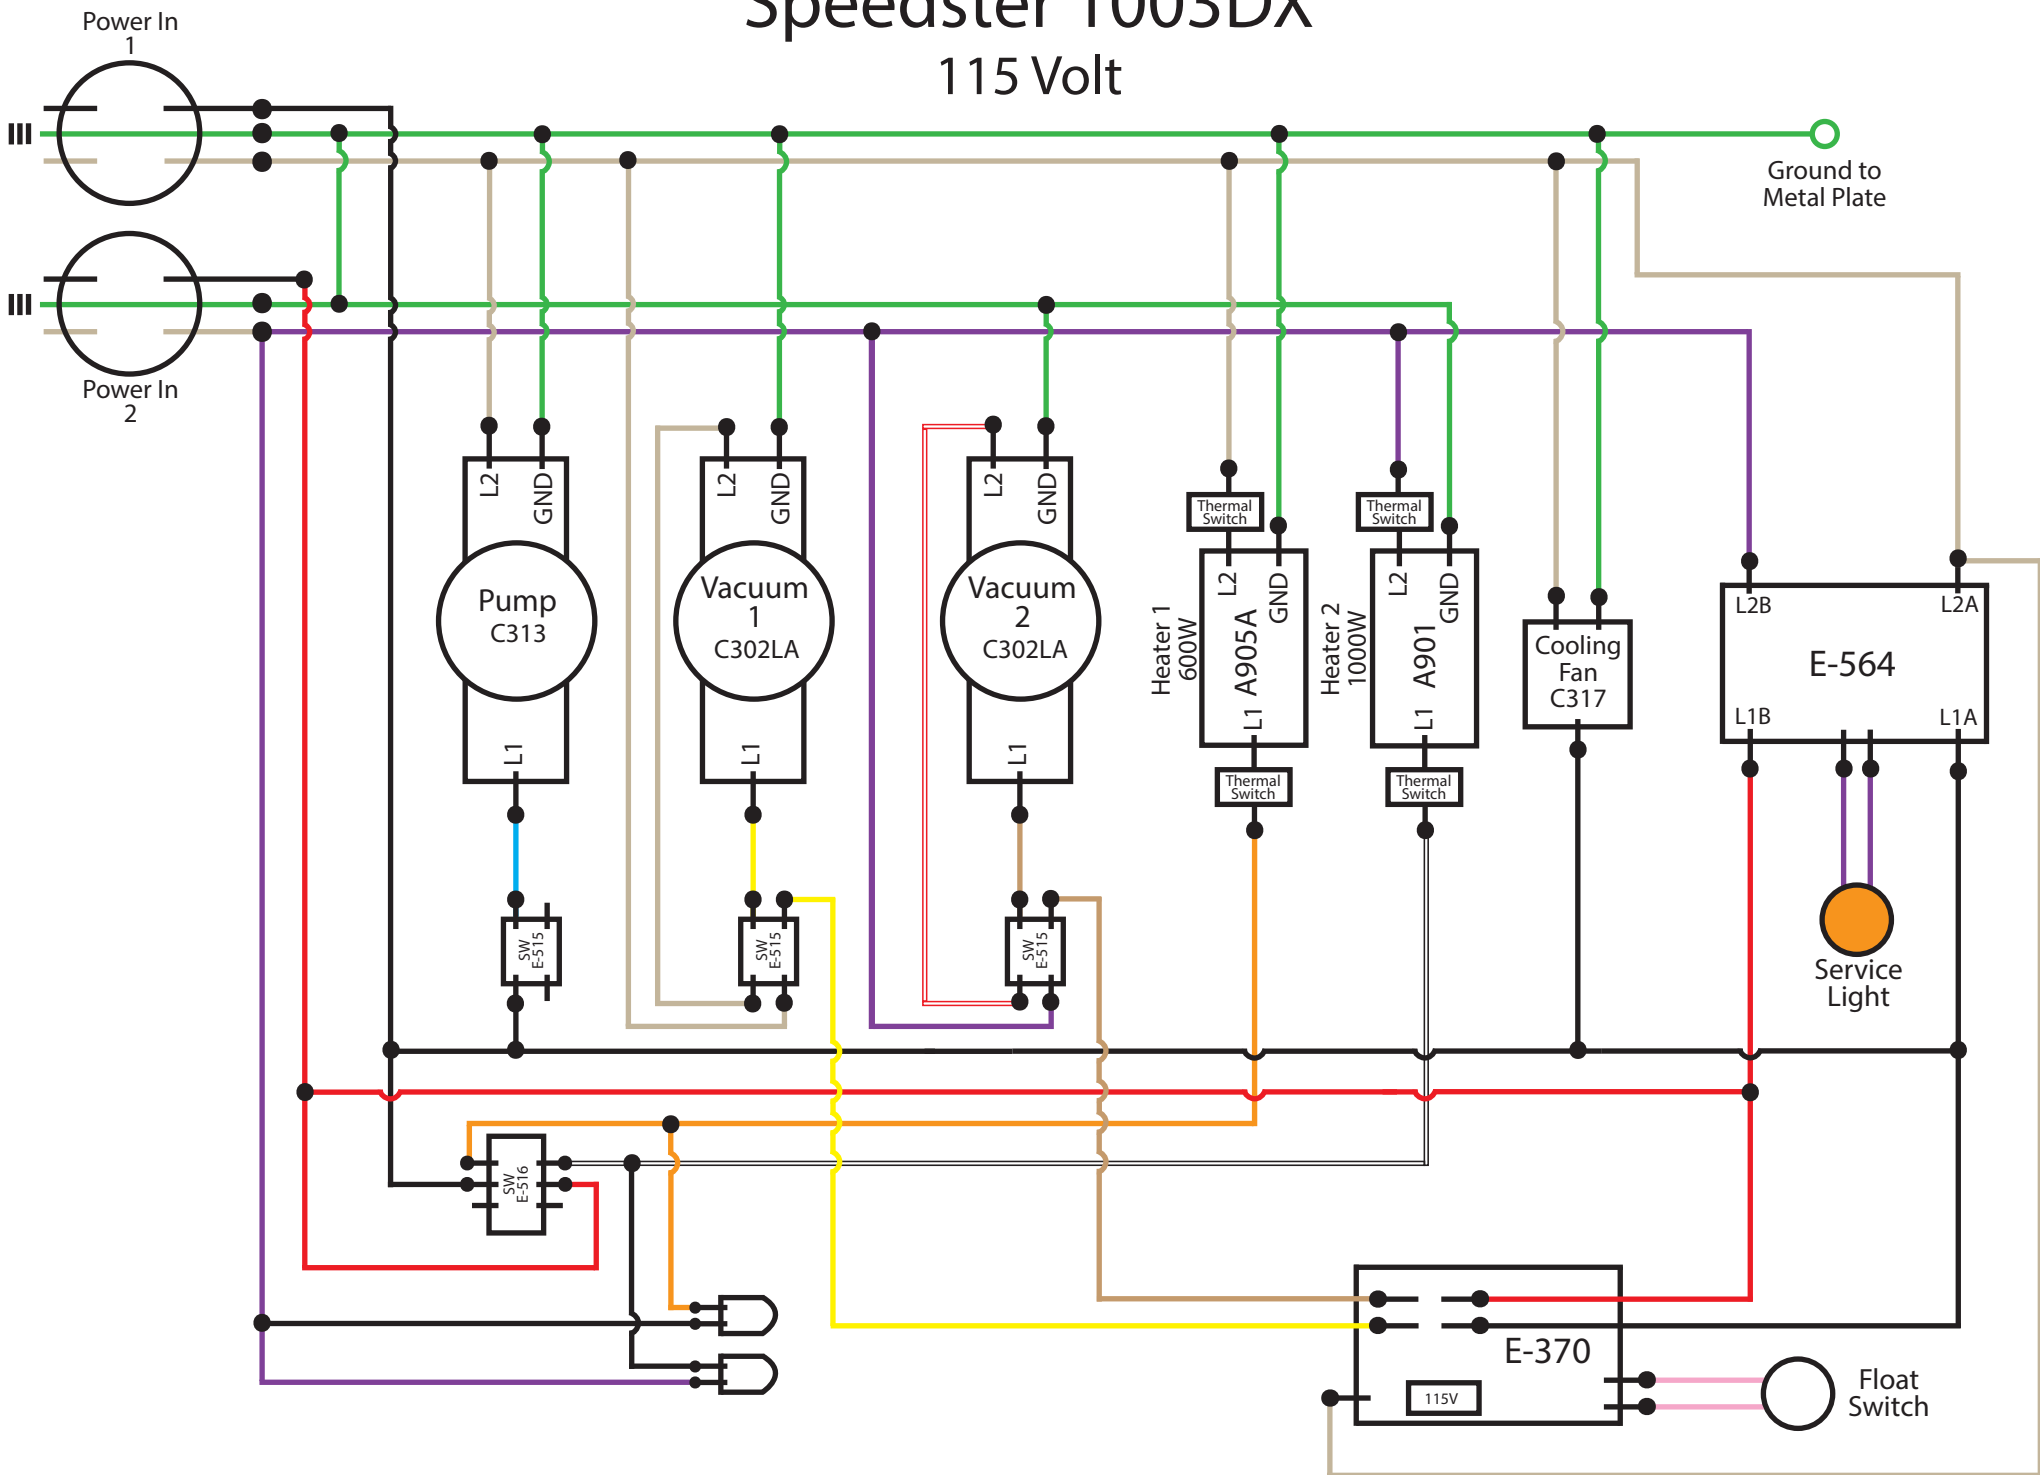 Speedster 1003DX
115 Volt
Power In
1
Ground to
Metal Plate
Power In
2
L2
GND
Pump
C313
L1
L2
GND
Vacuum
1
C302LA
L1
L2
GND
Vacuum
2
C302LA
L1
Thermal
Switch
L2
GND
Heater 1
600W
A905A
L1
Thermal
Switch
Thermal
Switch
L2
GND
Heater 2
1000W
A901
L1
Thermal
Switch
Cooling
Fan
C317
L2B
L2A
E-564
L1B
L1A
Service
Light
SW
E-515
SW
E-515
SW
E-515
SW
E-516
E-370
115V
Float
Switch